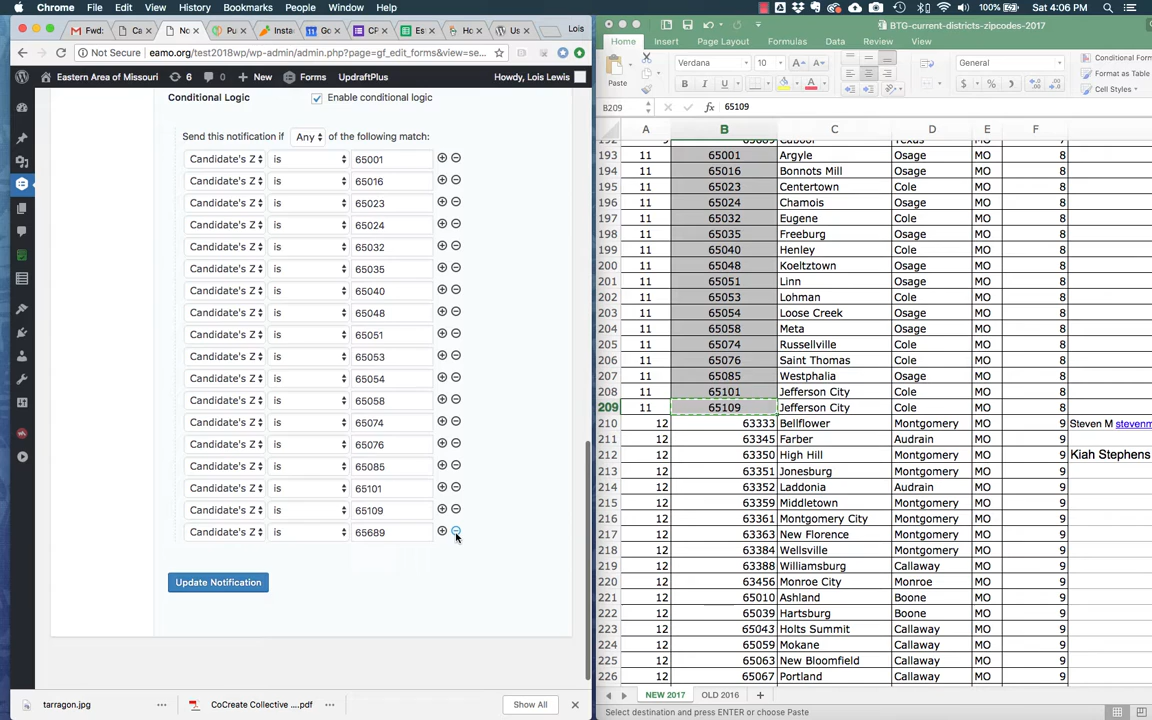 Chrome File Edit View History Bookmarks People Window Help 100% Sat 4:06 PM
Fwd: Ca No Pu Insta Go CF Es Ho Us Lois
Not Secure eamo.org/test2018wp/wp-admin/admin.php?page=gf_edit_forms&view=se...
Eastern Area of Missouri 6 0 New Forms UpdraftPlus Howdy, Lois Lewis
Conditional Logic Enable conditional logic
Send this notification if Any of the following match:
Candidate's Z is 65001
Candidate's Z is 65016
Candidate's Z is 65023
Candidate's Z is 65024
Candidate's Z is 65032
Candidate's Z is 65035
Candidate's Z is 65040
Candidate's Z is 65048
Candidate's Z is 65051
Candidate's Z is 65053
Candidate's Z is 65054
Candidate's Z is 65058
Candidate's Z is 65074
Candidate's Z is 65076
Candidate's Z is 65085
Candidate's Z is 65101
Candidate's Z is 65109
Candidate's Z is 65689
Update Notification
tarragon.jpg CoCreate Collective ....pdf Show All
BTG-current-districts-zipcodes-2017
Home Insert Page Layout Formulas Data Review View
Paste Verdana 10 General Conditional Form
B I U Format as Table
Cell Styles
B209 fx 65109
A B C D E F
193 11 65001 Argyle Osage MO 8
194 11 65016 Bonnots Mill Osage MO 8
195 11 65023 Centertown Cole MO 8
196 11 65024 Chamois Osage MO 8
197 11 65032 Eugene Cole MO 8
198 11 65035 Freeburg Osage MO 8
199 11 65040 Henley Cole MO 8
200 11 65048 Koeltztown Osage MO 8
201 11 65051 Linn Osage MO 8
202 11 65053 Lohman Cole MO 8
203 11 65054 Loose Creek Osage MO 8
204 11 65058 Meta Osage MO 8
205 11 65074 Russellville Cole MO 8
206 11 65076 Saint Thomas Cole MO 8
207 11 65085 Westphalia Osage MO 8
208 11 65101 Jefferson City Cole MO 8
209 11 65109 Jefferson City Cole MO 8
210 12 63333 Bellflower Montgomery MO 9 Steven M stevenm
211 12 63345 Farber Audrain MO 9
212 12 63350 High Hill Montgomery MO 9 Kiah Stephens
213 12 63351 Jonesburg Montgomery MO 9
214 12 63352 Laddonia Audrain MO 9
215 12 63359 Middletown Montgomery MO 9
216 12 63361 Montgomery City Montgomery MO 9
217 12 63363 New Florence Montgomery MO 9
218 12 63384 Wellsville Montgomery MO 9
219 12 63388 Williamsburg Callaway MO 9
220 12 63456 Monroe City Monroe MO 9
221 12 65010 Ashland Boone MO 9
222 12 65039 Hartsburg Boone MO 9
223 12 65043 Holts Summit Callaway MO 9
224 12 65059 Mokane Callaway MO 9
225 12 65063 New Bloomfield Callaway MO 9
226 12 65067 Portland Callaway MO 9
NEW 2017 OLD 2016
Select destination and press ENTER or choose Paste